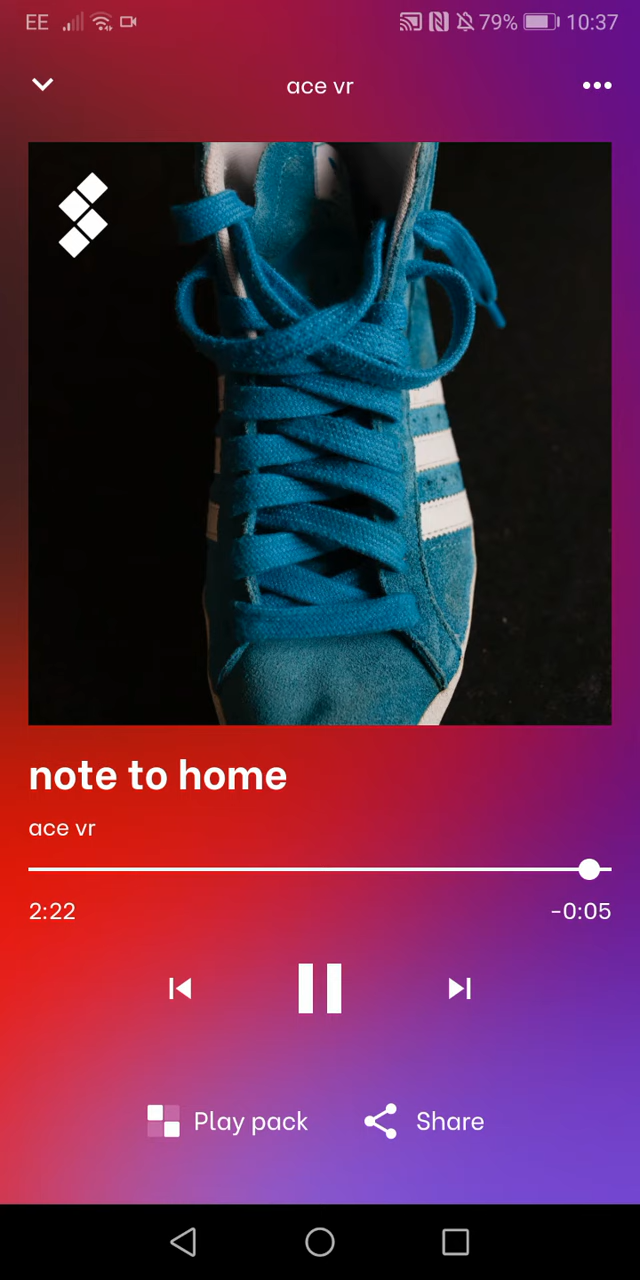 EE 79% 10:37
ace vr
note to home
ace vr
2:22 -0:05
Play pack Share